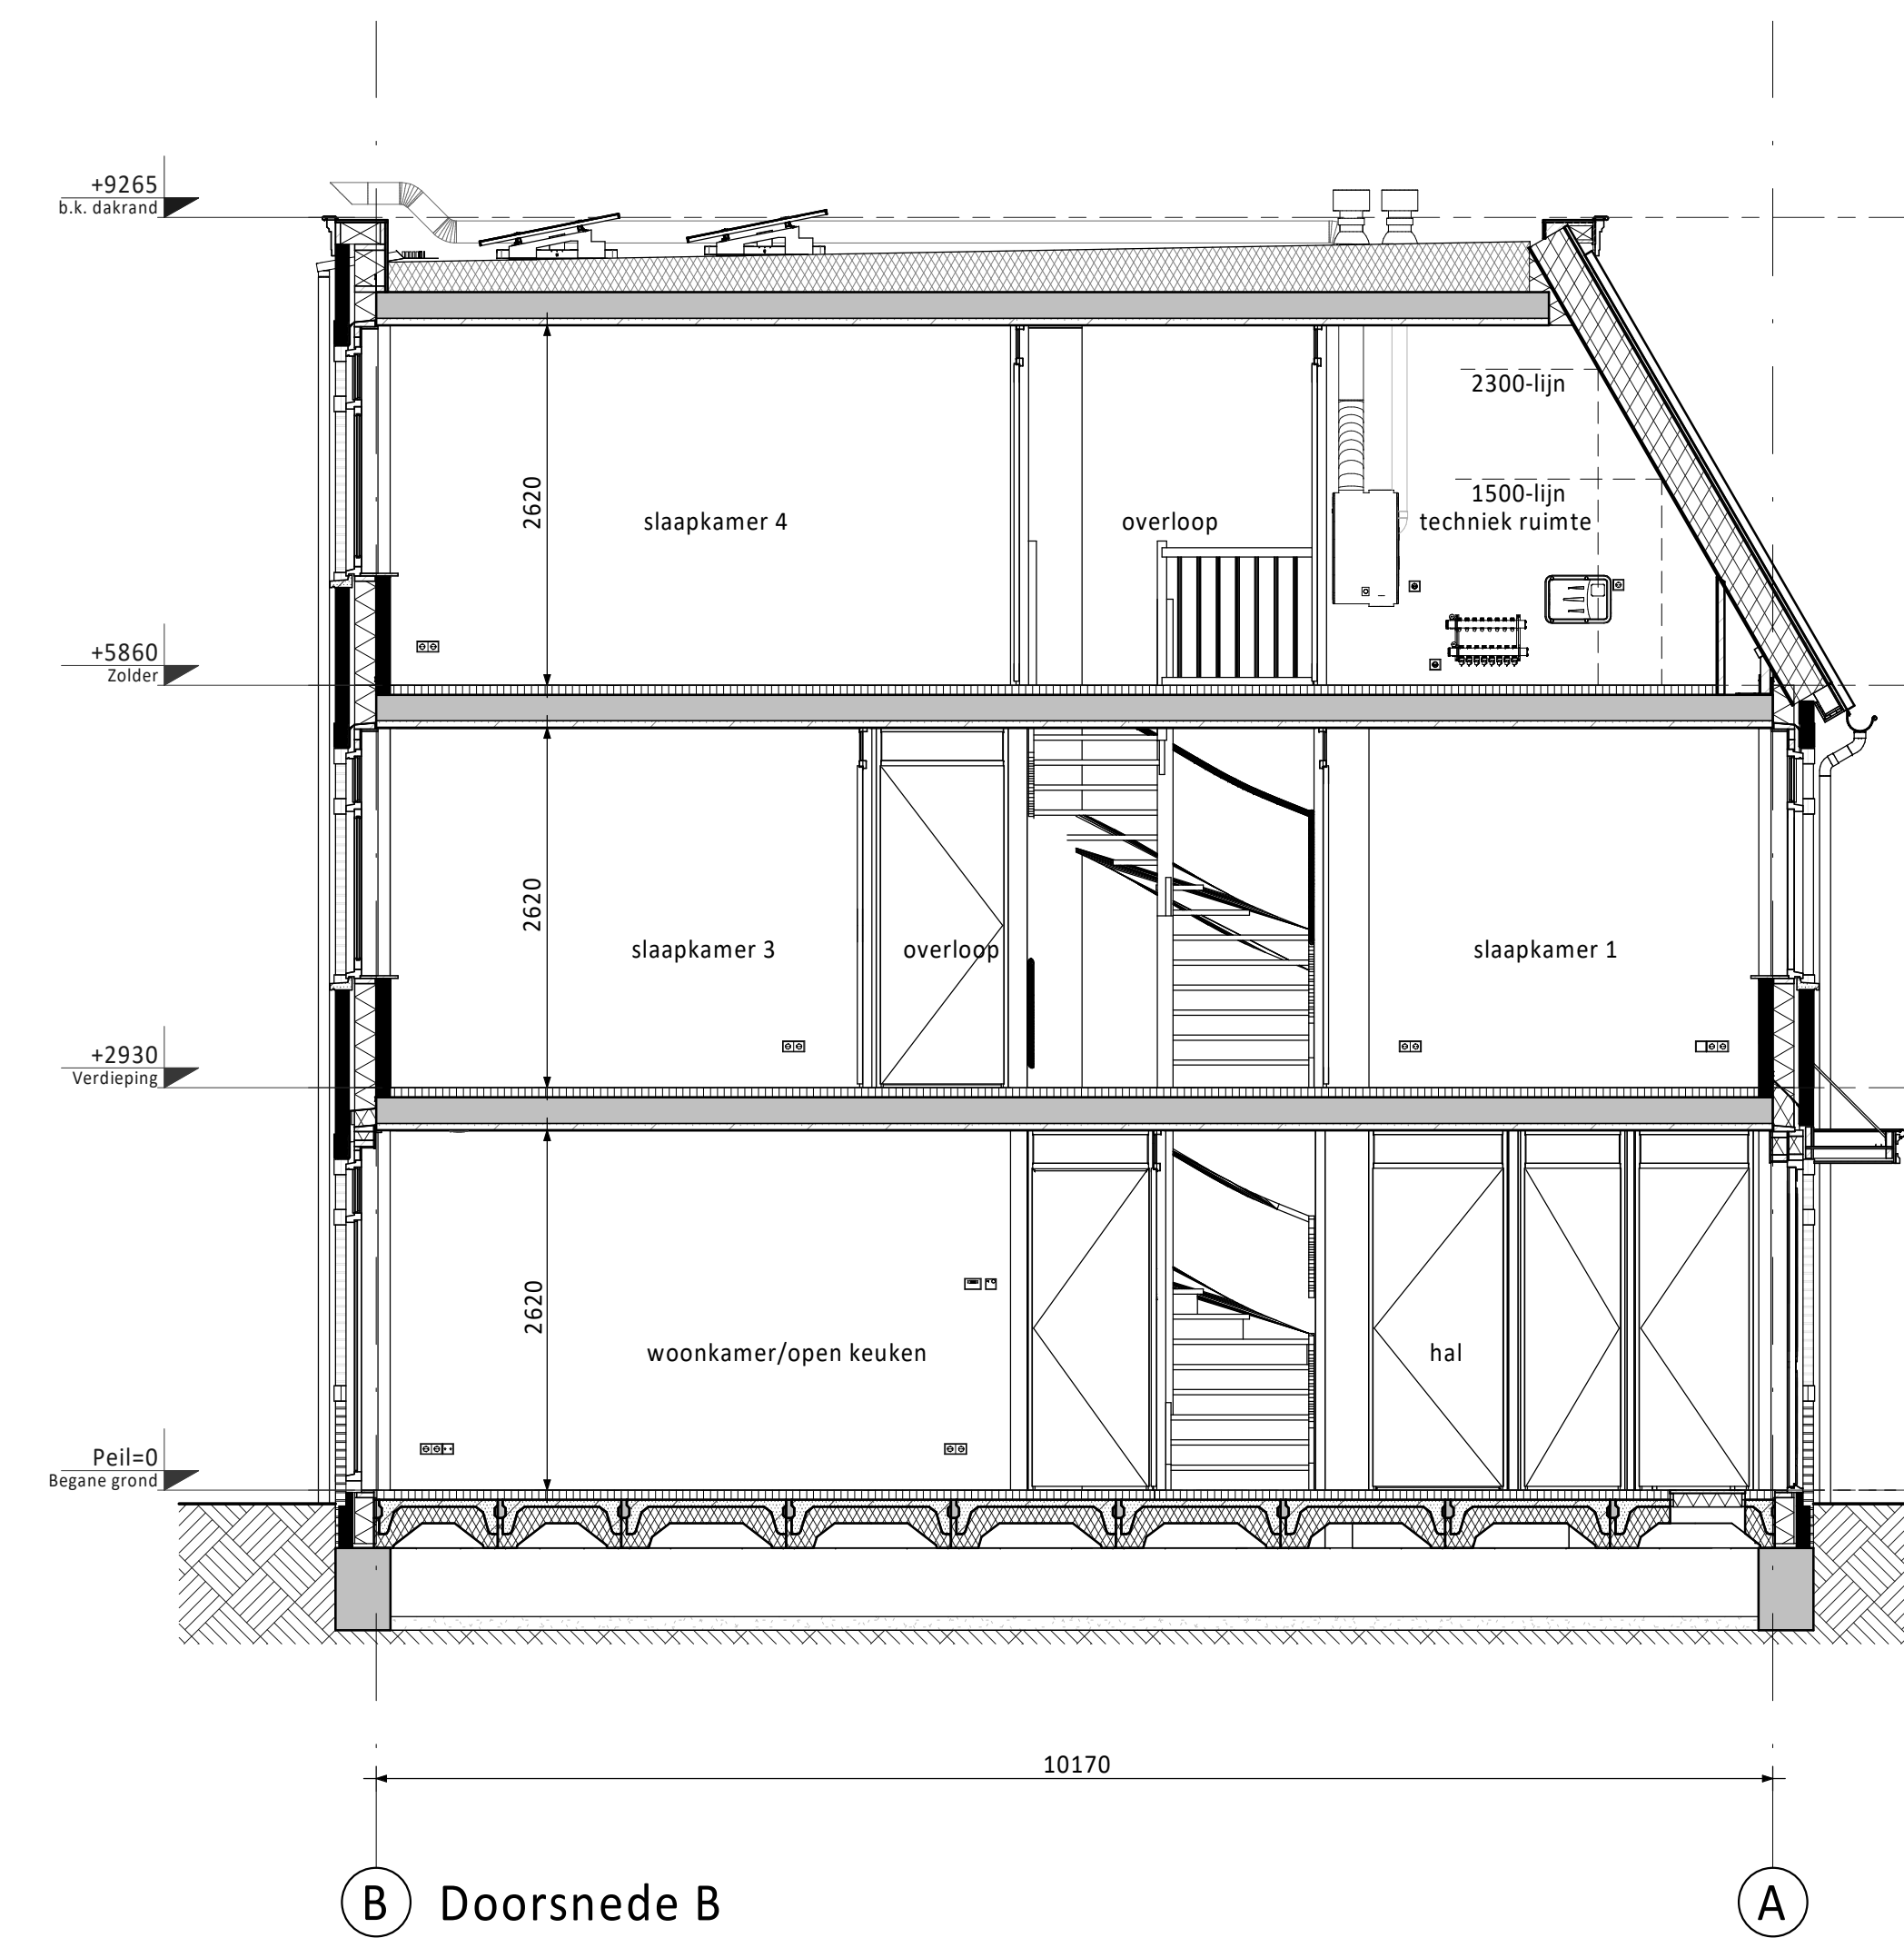 +9265
b.k. dakrand
2300-lijn
1500-lijn
2620
slaapkamer 4
overloop
techniek ruimte
+5860
Zolder
2620
slaapkamer 3
overloop
slaapkamer 1
+2930
Verdieping
2620
woonkamer/open keuken
hal
Peil=0
Begane grond
10170
B
Doorsnede B
A